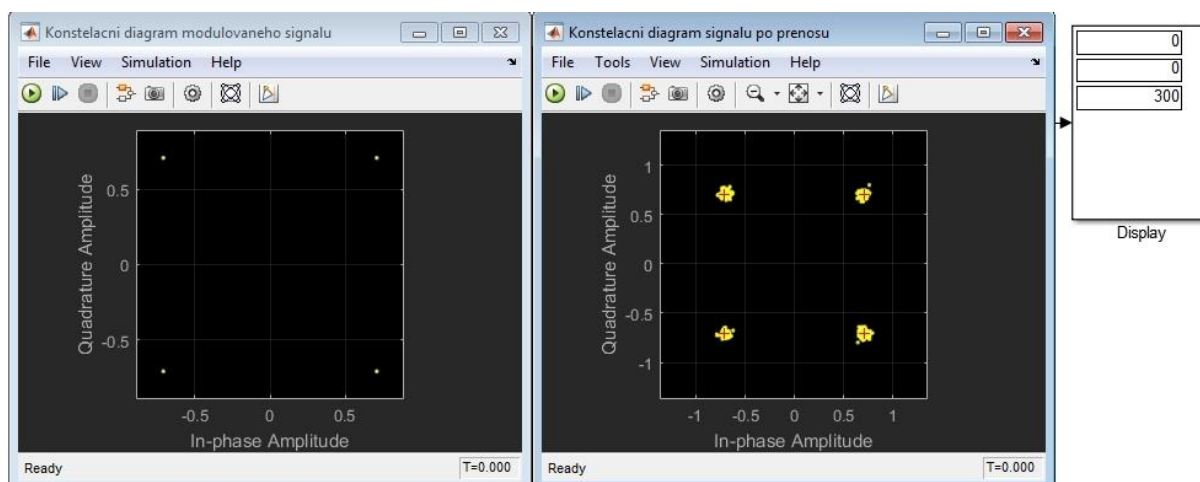 Konstelacni diagram modulovaneho signalu
File View Simulation Help
Quadrature Amplitude
0.5
0
-0.5
-0.5 0 0.5
In-phase Amplitude
Ready T=0.000
Konstelacni diagram signalu po prenosu
File Tools View Simulation Help
Quadrature Amplitude
1
0.5
0
-0.5
-1
-1 -0.5 0 0.5 1
In-phase Amplitude
Ready T=0.000
0
0
300
Display